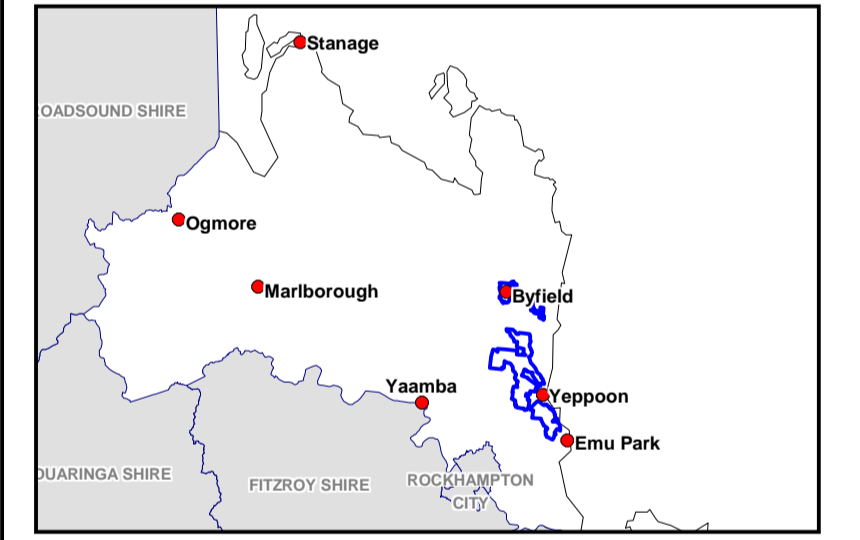 Stanage
OADSOUND SHIRE
Ogmore
Marlborough
Byfield
Yaamba
Yeppoon
Emu Park
DUARINGA SHIRE
FITZROY SHIRE
ROCKHAMPTON
CITY